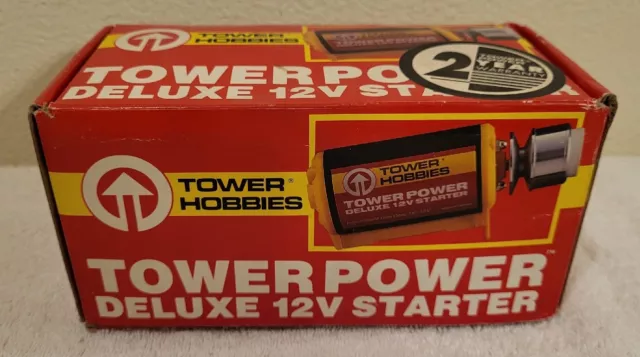 TOWER
HOBBIES
TOWER POWER
DELUXE 12V STARTER
2 YEAR
WARRANTY
TOWER®
HOBBIES
TOWER HOBBIES
TOWER POWER
DELUXE 12V STARTER
TOWER POWER™
DELUXE 12V STARTER